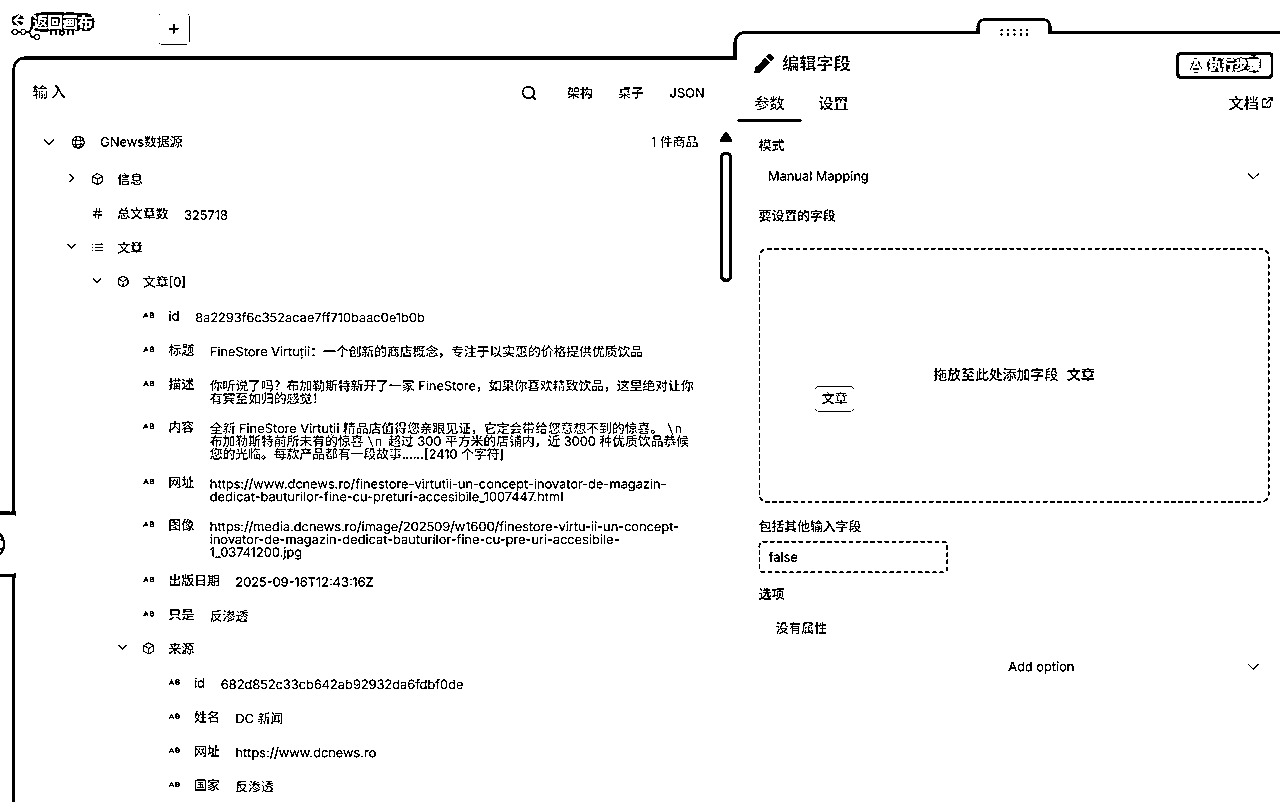 返回画布
+
输入
架构
桌子
JSON
GNews数据源
1 件商品
信息
# 总文章数 325718
文章
文章[0]
AB id 8a2293f6c352acae7ff710baac0e1b0b
AB 标题 FineStore Virtuții：一个创新的商店概念，专注于以实惠的价格提供优质饮品
AB 描述 你听说了吗？布加勒斯特新开了一家 FineStore，如果你喜欢精致饮品，这里绝对让你
有宾至如归的感觉！
AB 内容 全新 FineStore Virtutii 精品店值得您亲眼见证，它定会带给您意想不到的惊喜。 \n
布加勒斯特前所未有的惊喜 \n 超过 300 平方米的店铺内，近 3000 种优质饮品恭候
您的光临。每款产品都有一段故事……[2410 个字符]
AB 网址 https://www.dcnews.ro/finestore-virtutii-un-concept-inovator-de-magazin-
dedicat-bauturilor-fine-cu-preturi-accesibile_1007447.html
AB 图像 https://media.dcnews.ro/image/202509/w1600/finestore-virtu-ii-un-concept-
inovator-de-magazin-dedicat-bauturilor-fine-cu-pre-uri-accesibile-
1_03741200.jpg
AB 出版日期 2025-09-16T12:43:16Z
AB 只是 反渗透
来源
AB id 682d852c33cb642ab92932da6fdbf0de
AB 姓名 DC 新闻
AB 网址 https://www.dcnews.ro
AB 国家 反渗透
编辑字段
执行步骤
参数
设置
文档
模式
Manual Mapping
要设置的字段
拖放至此处添加字段 文章
文章
包括其他输入字段
false
选项
没有属性
Add option